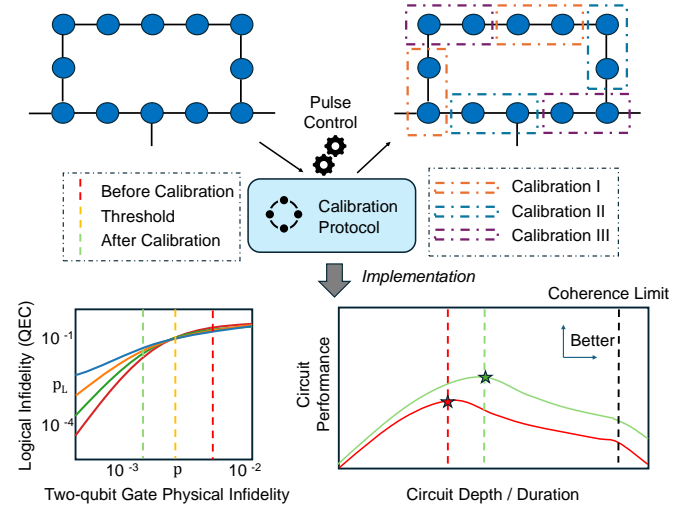 Pulse
Control
Before Calibration
Threshold
After Calibration
Calibration
Protocol
Calibration I
Calibration II
Calibration III
Implementation
Logical Infidelity (QEC)
10⁻¹
p_L
10⁻⁴
10⁻³
p
10⁻²
Two-qubit Gate Physical Infidelity
Coherence Limit
Better
Circuit
Performance
Circuit Depth / Duration